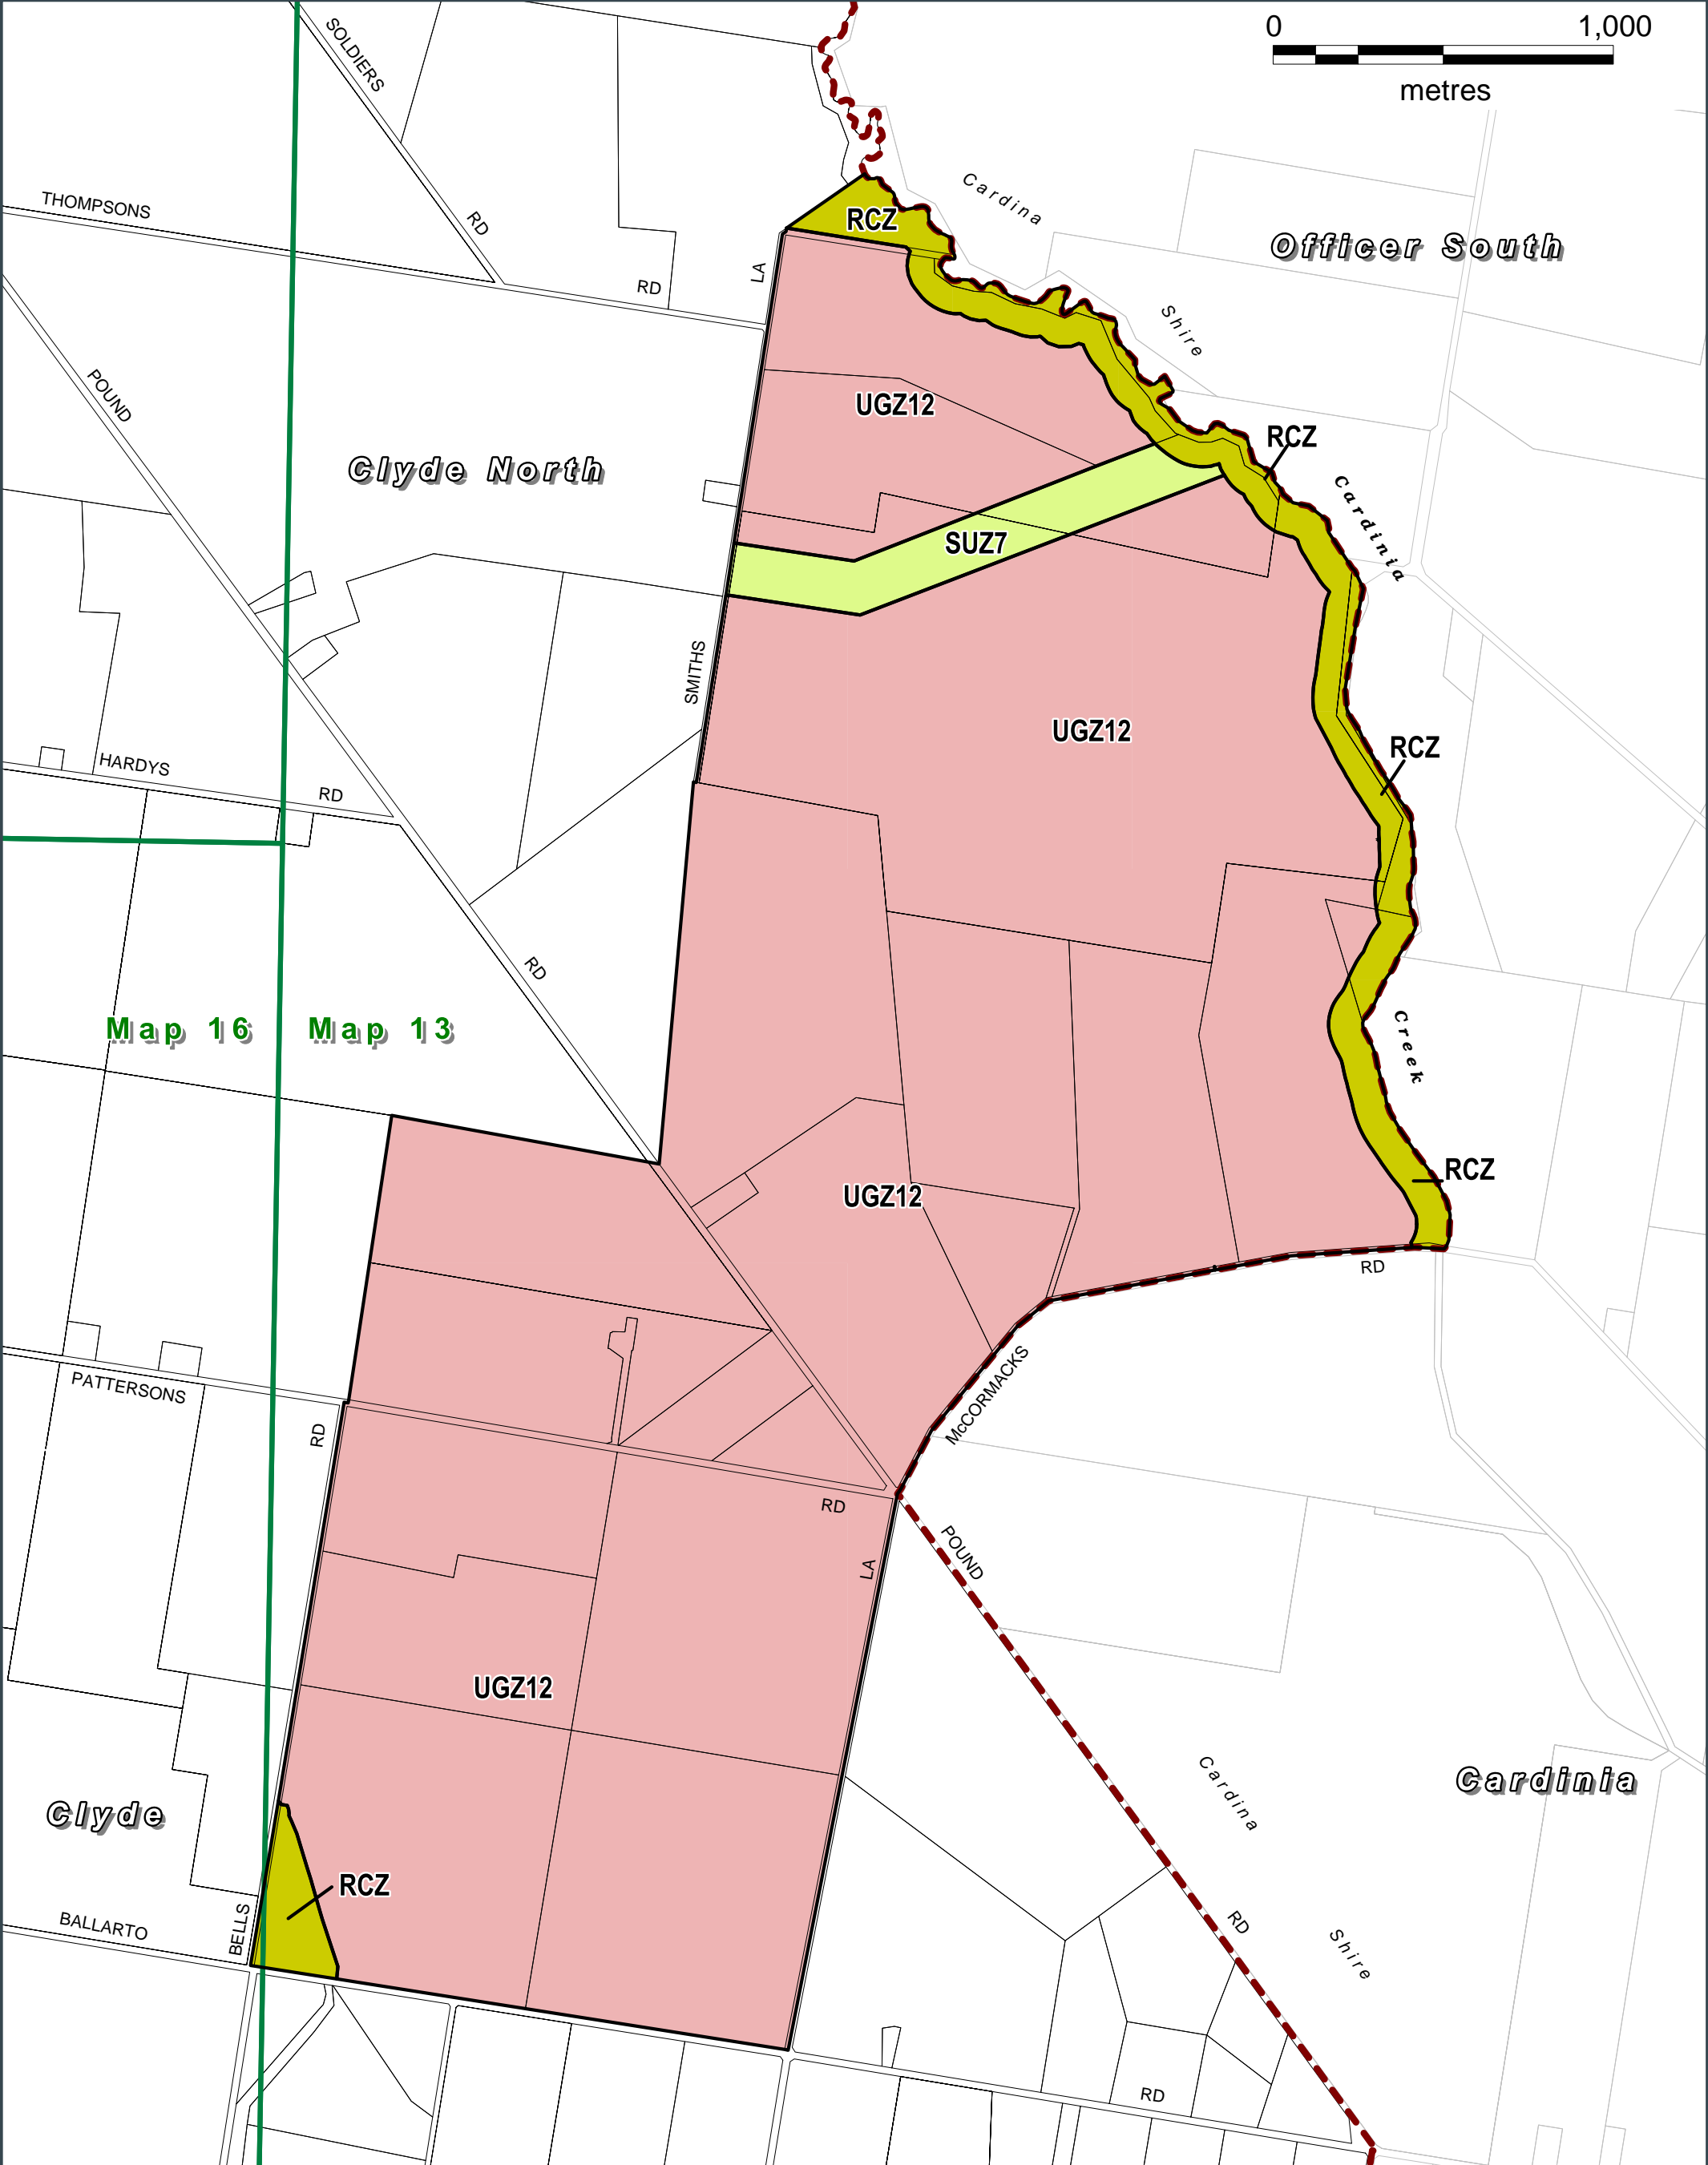 0 1,000
metres
SOLDIERS
RD
THOMPSONS
RD
LA
RCZ
Cardina
Shire
Officer South
POUND
UGZ12
Clyde North
RCZ
Cardinia
SUZ7
SMITHS
UGZ12
RCZ
HARDYS
RD
RD
Map 16
Map 13
Creek
UGZ12
RCZ
RD
McCORMACKS
PATTERSONS
RD
RD
LA
POUND
UGZ12
Cardina
Shire
Cardinia
Clyde
RCZ
BALLARTO
BELLS
RD
RD